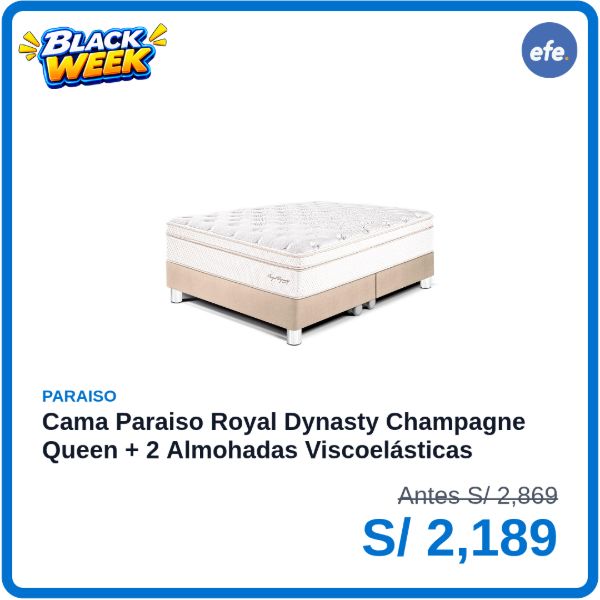 BLACK
WEEK
efe.
PARAISO
Cama Paraiso Royal Dynasty Champagne
Queen + 2 Almohadas Viscoelásticas
Antes S/ 2,869
S/ 2,189